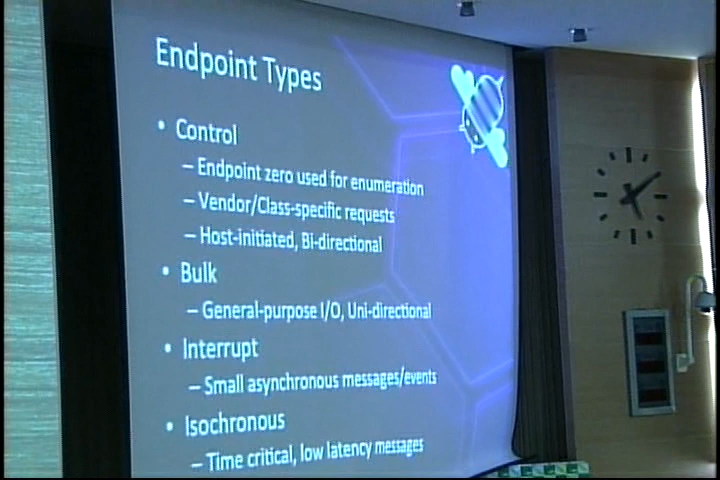 Endpoint Types
• Control
– Endpoint zero used for enumeration
– Vendor/Class-specific requests
– Host-initiated, Bi-directional
• Bulk
– General-purpose I/O, Uni-directional
• Interrupt
– Small asynchronous messages/events
• Isochronous
– Time critical, low latency messages